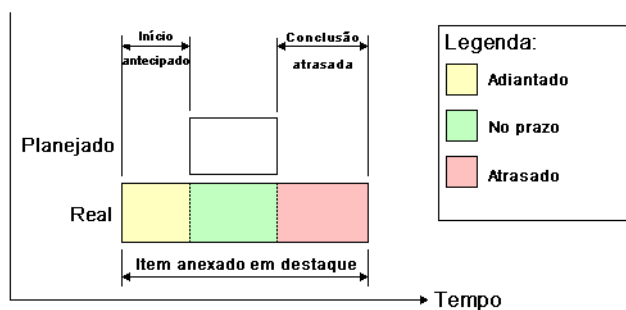 Início
antecipado
Conclusão
atrasada
Planejado
Real
Item anexado em destaque
Tempo
Legenda:
Adiantado
No prazo
Atrasado